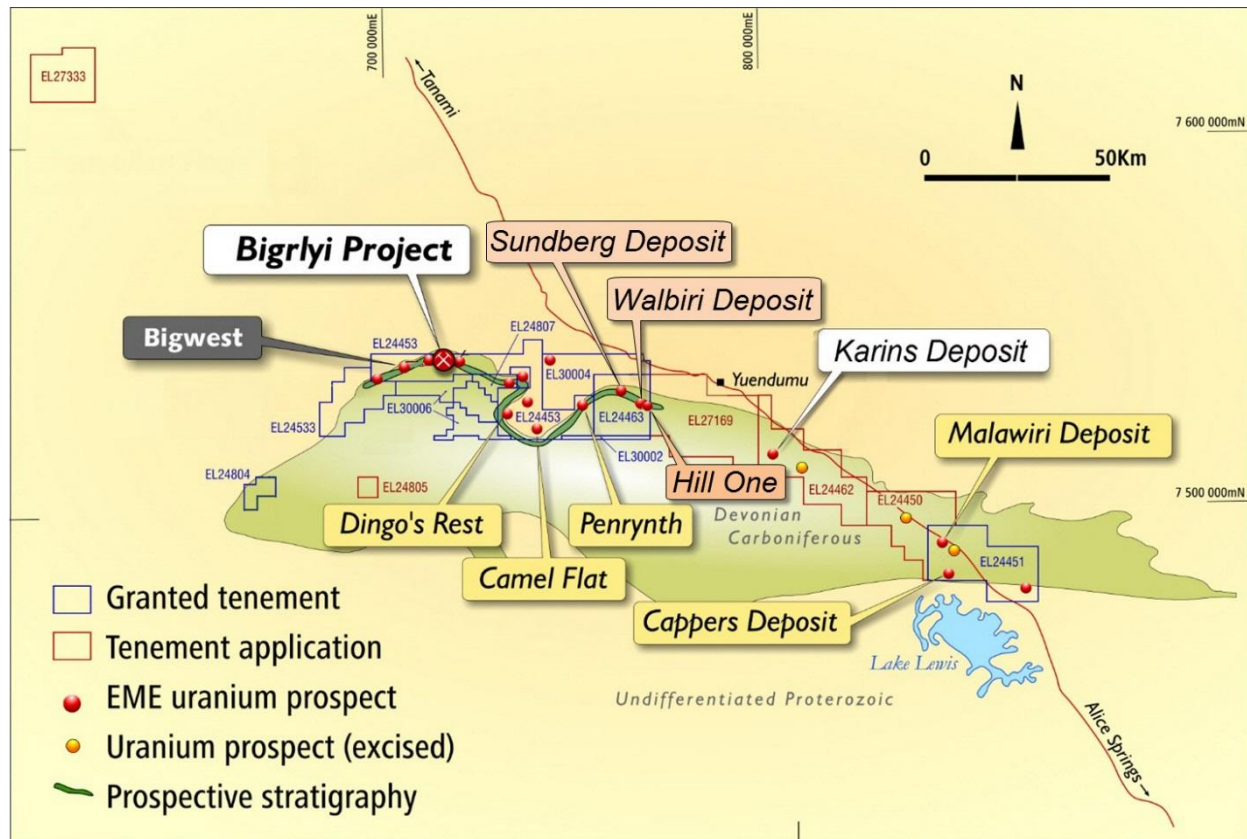 EL27333
700 000mE
800 000mE
Tanami
N
7 600 000mN
0 50Km
Bigrlyi Project
Sundberg Deposit
Walbiri Deposit
Bigwest
EL24453
EL24807
EL30004
Karins Deposit
Yuendumu
EL30006
EL24453
EL24463
EL27169
EL24533
Malawiri Deposit
EL30002
EL24804
EL24805
Hill One
EL24462
EL24450
7 500 000mN
Dingo's Rest
Penrynth
Devonian
Carboniferous
EL24451
Camel Flat
Cappers Deposit
Lake Lewis
Undifferentiated Proterozoic
Alice Springs
Granted tenement
Tenement application
EME uranium prospect
Uranium prospect (excised)
Prospective stratigraphy